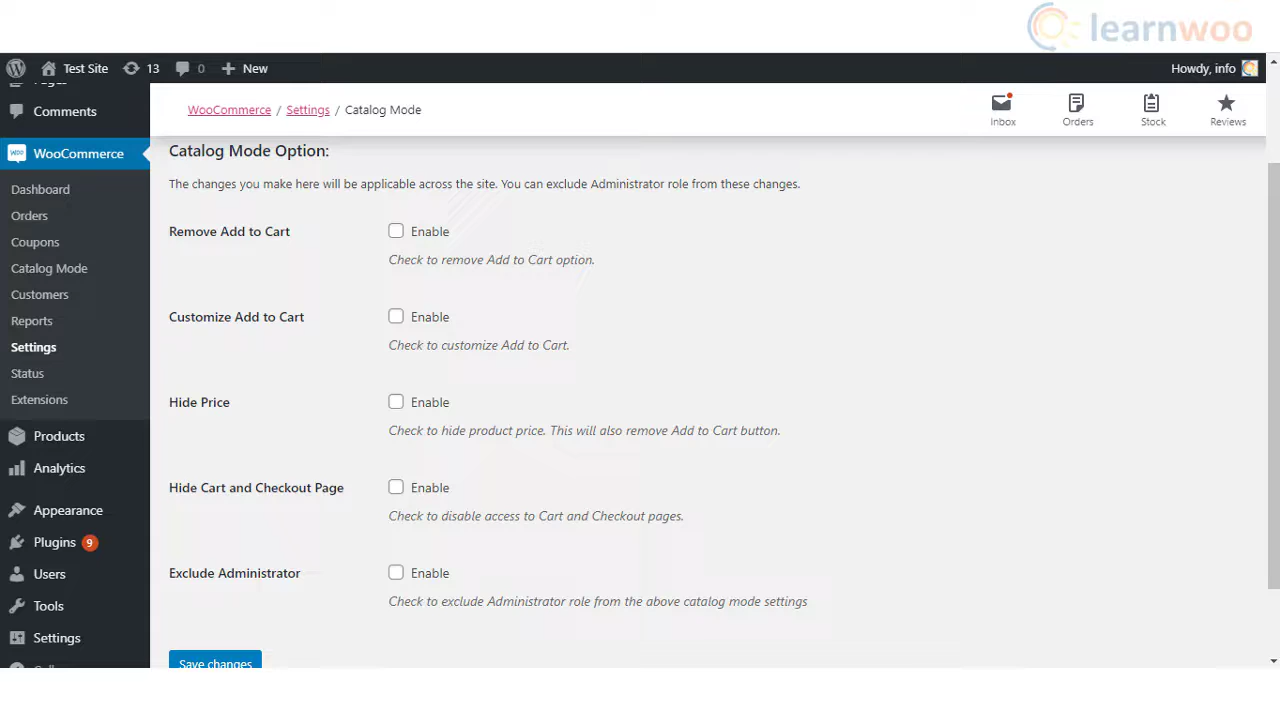 learnwoo
Test Site 13 0 New
Howdy, info
Comments
WooCommerce
Dashboard
Orders
Coupons
Catalog Mode
Customers
Reports
Settings
Status
Extensions
Products
Analytics
Appearance
Plugins 9
Users
Tools
Settings
WooCommerce / Settings / Catalog Mode
Inbox
Orders
Stock
Reviews
Catalog Mode Option:
The changes you make here will be applicable across the site. You can exclude Administrator role from these changes.
Remove Add to Cart
Enable
Check to remove Add to Cart option.
Customize Add to Cart
Enable
Check to customize Add to Cart.
Hide Price
Enable
Check to hide product price. This will also remove Add to Cart button.
Hide Cart and Checkout Page
Enable
Check to disable access to Cart and Checkout pages.
Exclude Administrator
Enable
Check to exclude Administrator role from the above catalog mode settings
Save changes